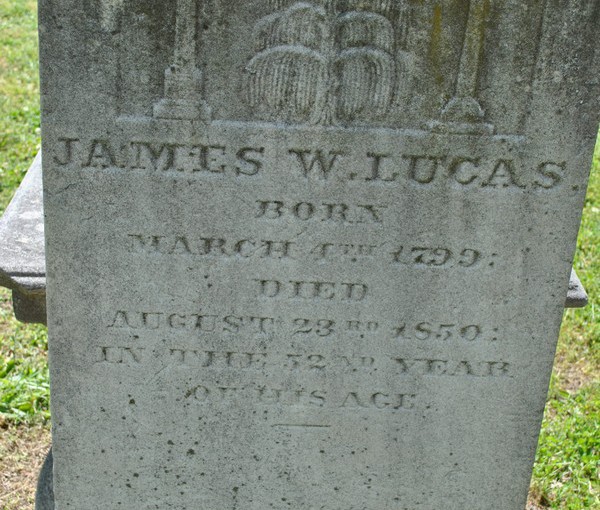 JAMES W. LUCAS.
BORN
MARCH 4TH 1799:
DIED
AUGUST 23RD 1850:
IN THE 52ND YEAR
OF HIS AGE.